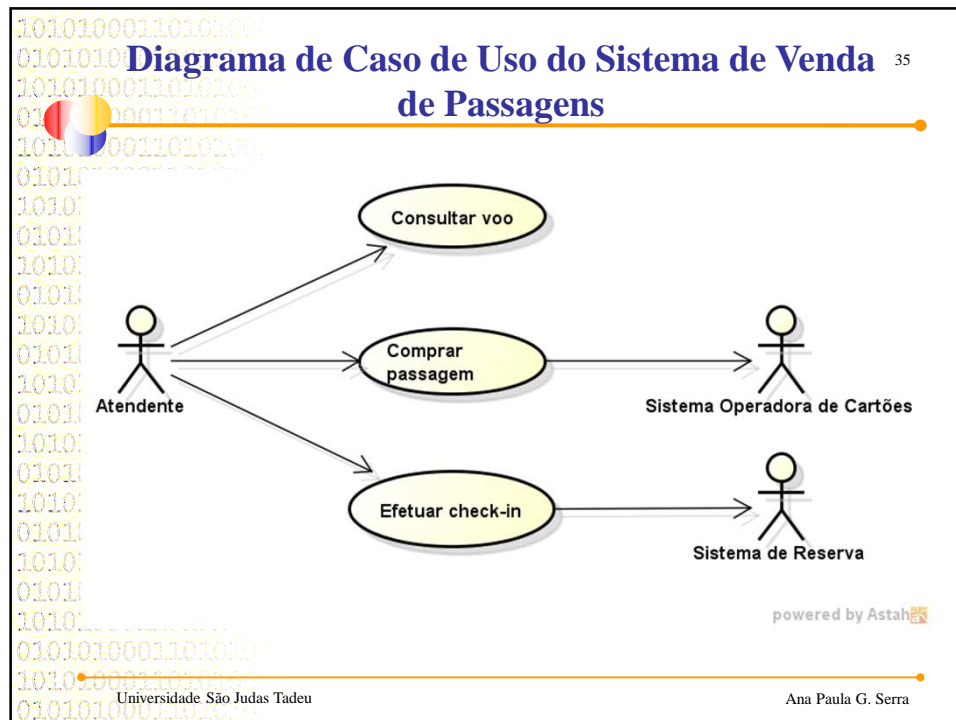 Diagrama de Caso de Uso do Sistema de Venda
de Passagens
35
Consultar voo
Comprar
passagem
Atendente
Sistema Operadora de Cartões
Efetuar check-in
Sistema de Reserva
powered by Astah
Universidade São Judas Tadeu
Ana Paula G. Serra